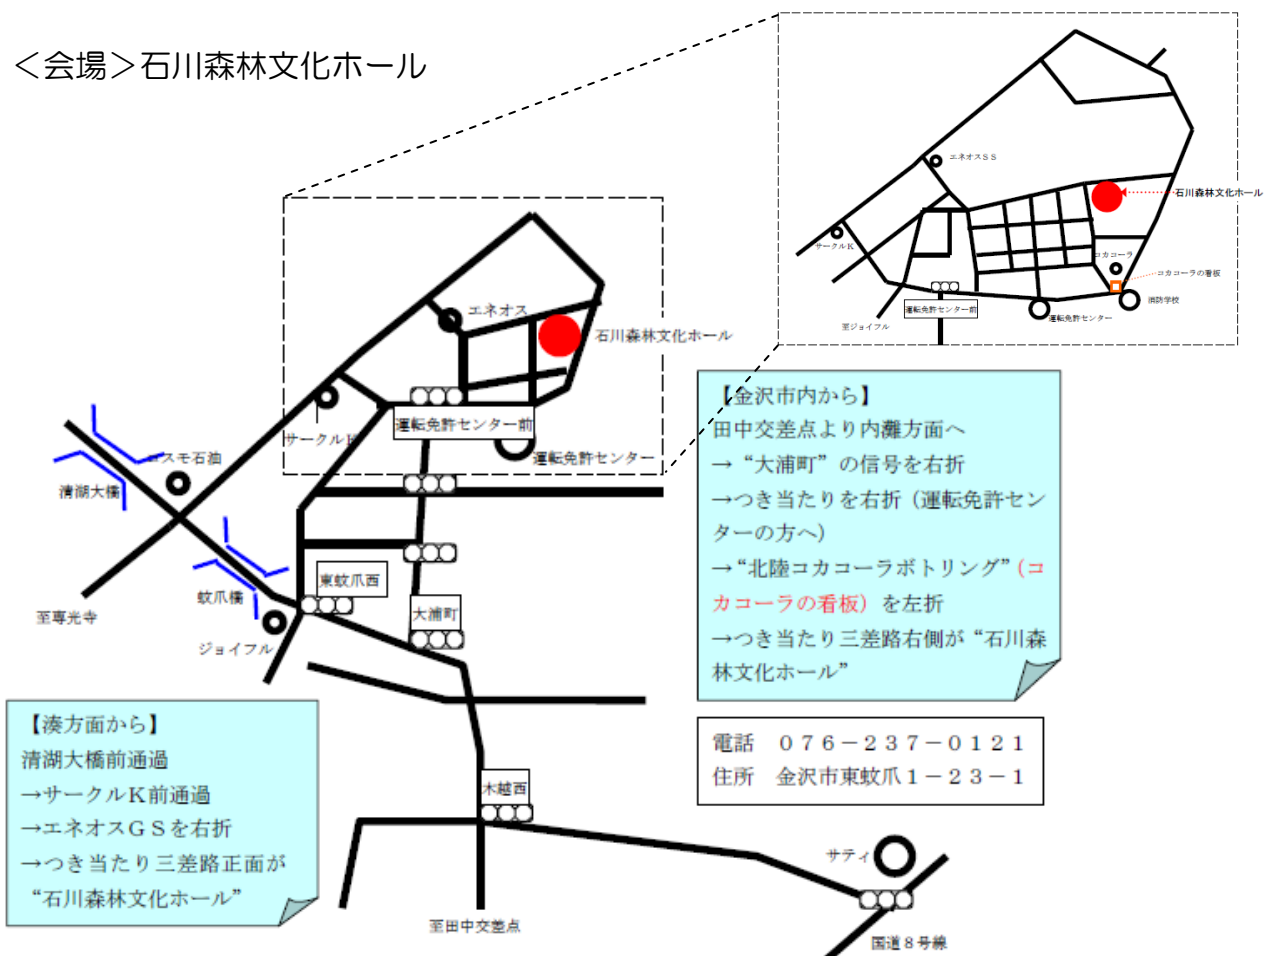 ＜会場＞石川森林文化ホール
エネオスＳＳ
石川森林文化ホール
サークルＫ
コカコーラ
コカコーラの看板
消防学校
運転免許センター前
運転免許センター
至ジョイフル
エネオス
石川森林文化ホール
運転免許センター前
サークルＫ
運転免許センター
コスモ石油
清湖大橋
東蚊爪西
蚊爪橋
大浦町
至専光寺
ジョイフル
【金沢市内から】
田中交差点より内灘方面へ
→“大浦町”の信号を右折
→つき当たりを右折（運転免許セン
ターの方へ）
→“北陸コカコーラボトリング”（コ
カコーラの看板）を左折
→つき当たり三差路右側が“石川森
林文化ホール”
【湊方面から】
清湖大橋前通過
→サークルＫ前通過
→エネオスＧＳを右折
→つき当たり三差路正面が
“石川森林文化ホール”
電話　０７６－２３７－０１２１
住所　金沢市東蚊爪１－２３－１
木越西
サティ
至田中交差点
国道８号線